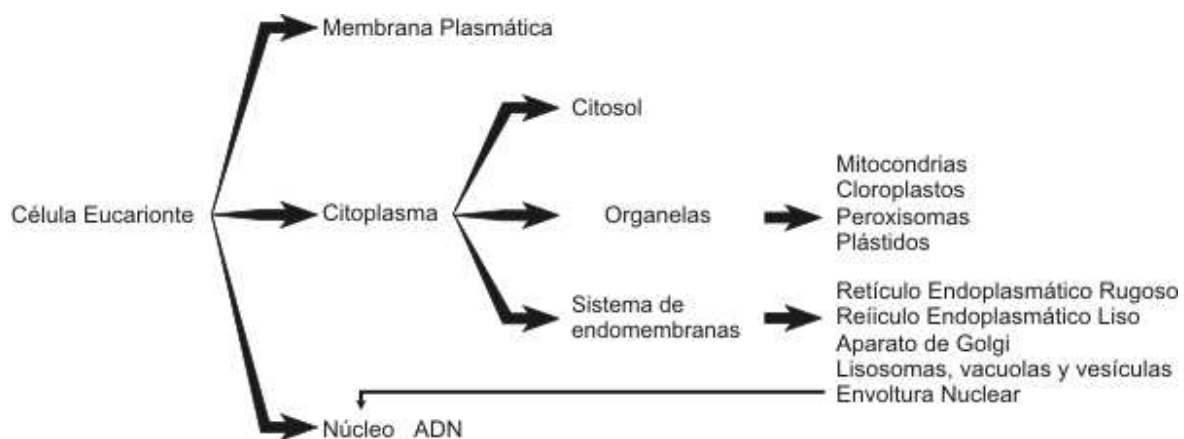 Membrana Plasmática
Citosol
Mitocondrias
Cloroplastos
Célula Eucarionte
Citoplasma
Organelas
Peroxisomas
Plástidos
Sistema de
endomembranas
Retículo Endoplasmático Rugoso
Reíiculo Endoplasmático Liso
Aparato de Golgi
Lisosomas, vacuolas y vesículas
Envoltura Nuclear
Núcleo ADN